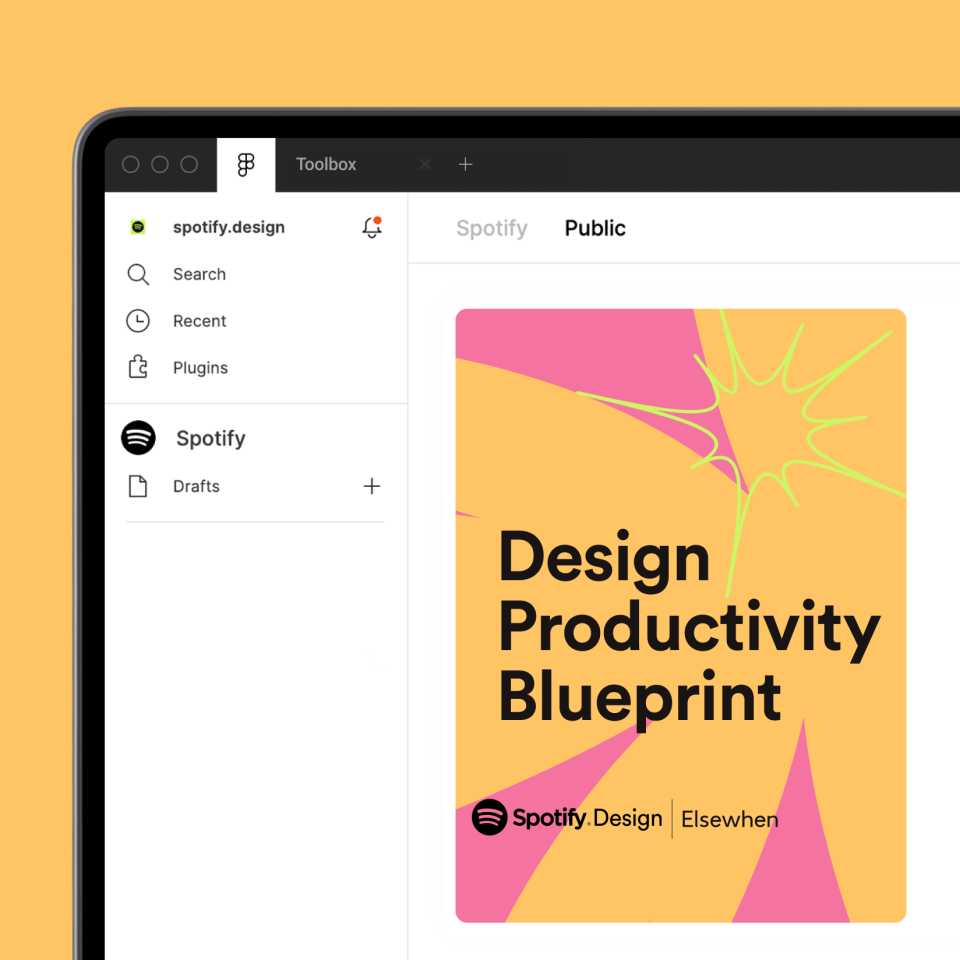 Toolbox
spotify.design
Search
Recent
Plugins
Spotify
Drafts
Spotify Public
Design
Productivity
Blueprint
Spotify.Design | Elsewhen